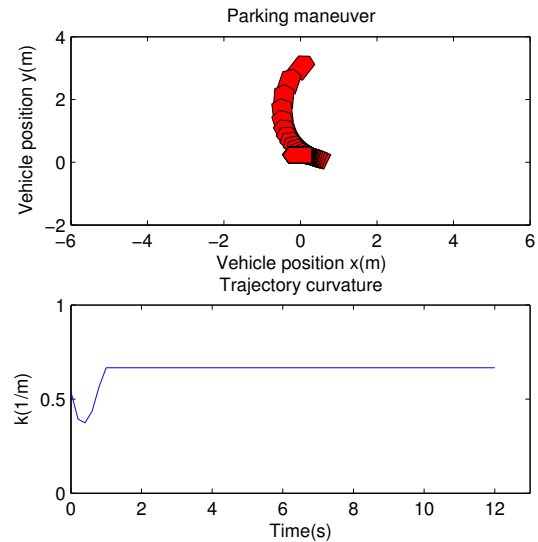 Parking maneuver
4
2
0
−2
Vehicle position y(m)
−6 −4 −2 0 2 4 6
Vehicle position x(m)
Trajectory curvature
1
0.5
0
k(1/m)
0 2 4 6 8 10 12
Time(s)